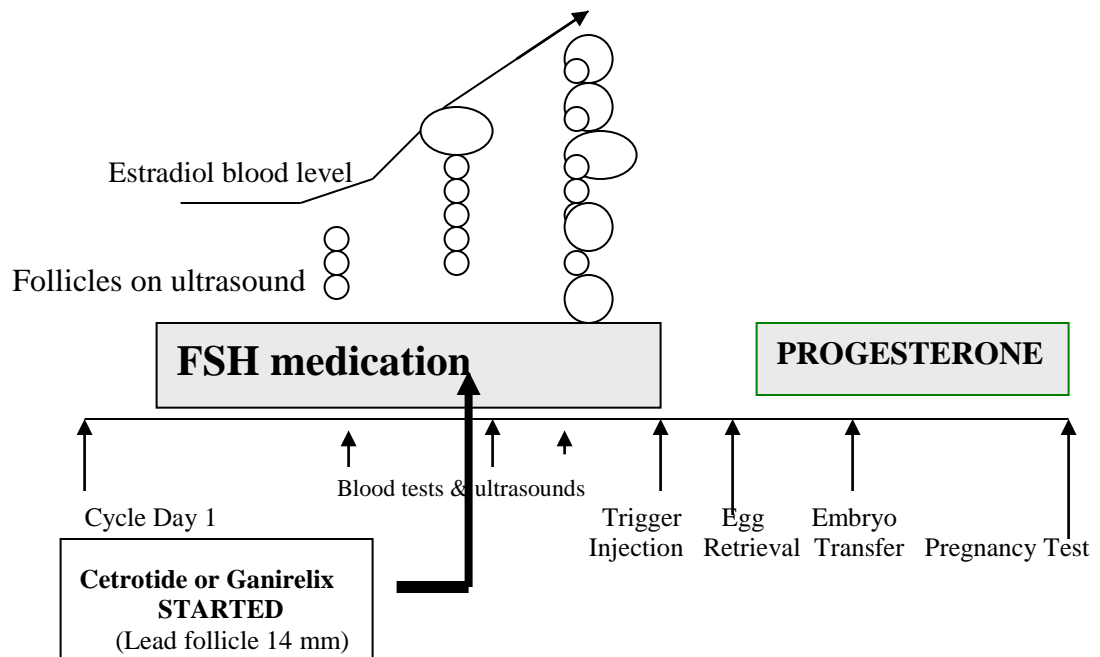 Estradiol blood level
Follicles on ultrasound
FSH medication
PROGESTERONE
Blood tests & ultrasounds
Cycle Day 1
Trigger
Injection
Egg
Retrieval
Embryo
Transfer
Pregnancy Test
Cetrotide or Ganirelix
STARTED
(Lead follicle 14 mm)